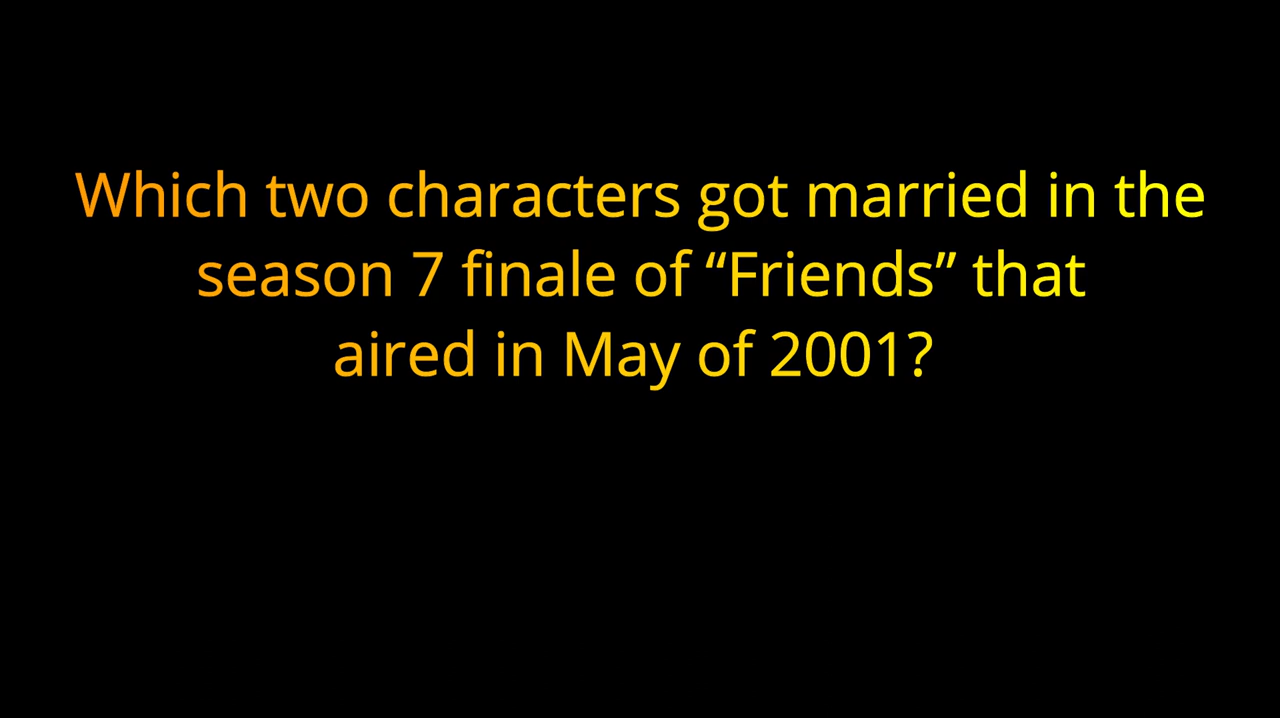 Which two characters got married in the
season 7 finale of “Friends” that
aired in May of 2001?